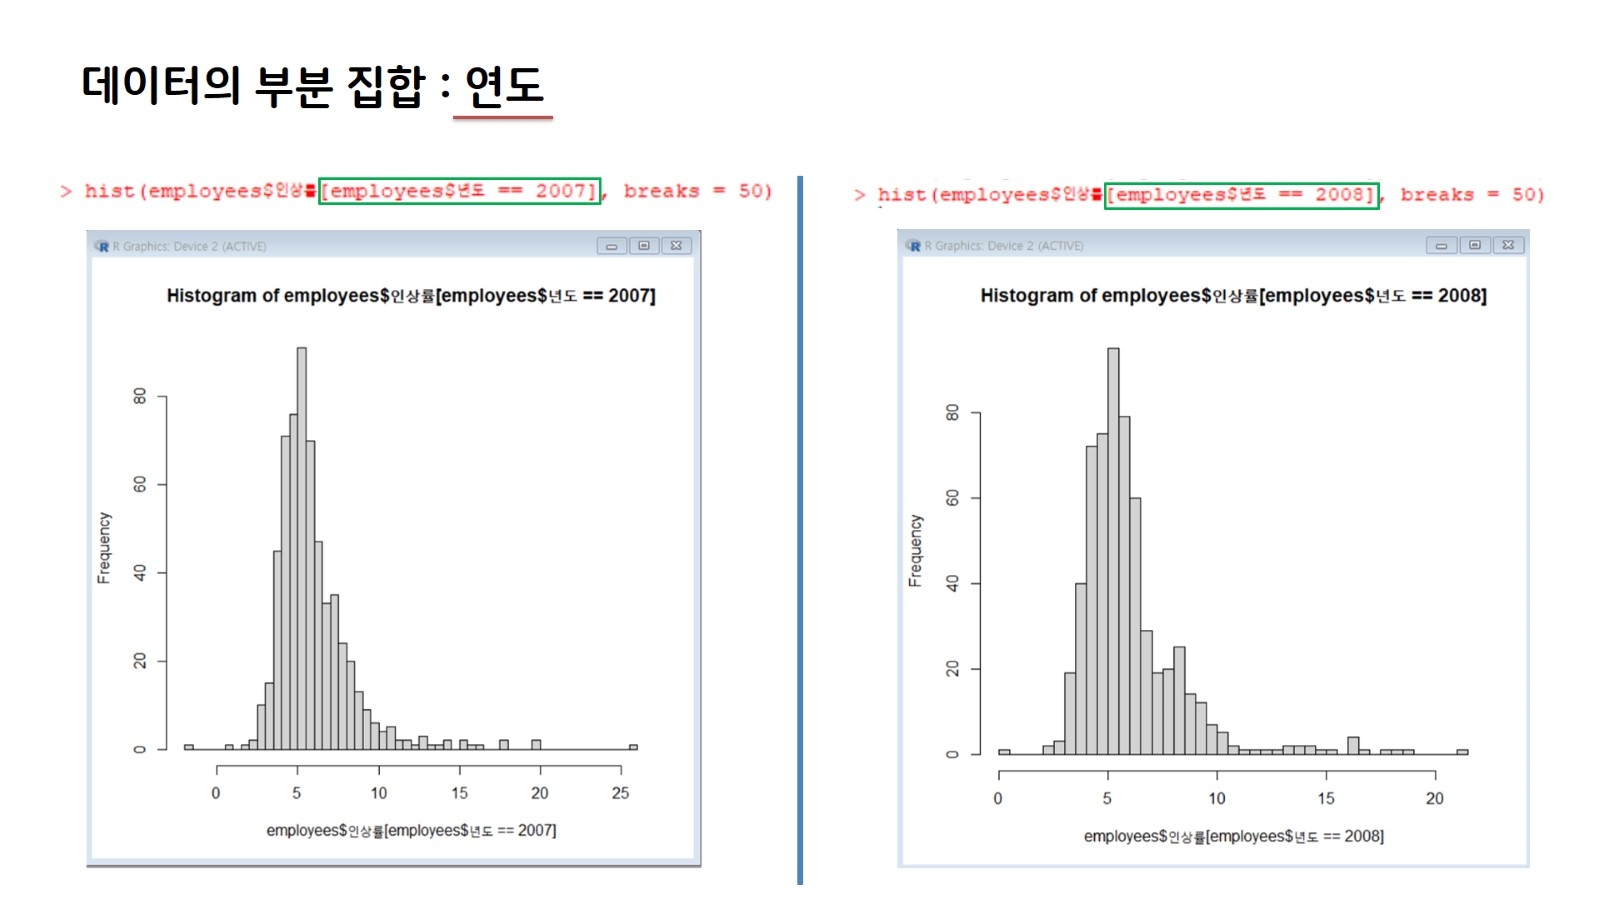 데이터의 부분 집합 : 연도
> hist(employees$인상률[employees$년도 == 2007], breaks = 50)
R Graphics: Device 2 (ACTIVE)
Histogram of employees$인상률[employees$년도 == 2007]
Frequency
80
60
40
20
0
0 5 10 15 20 25
employees$인상률[employees$년도 == 2007]
> hist(employees$인상률[employees$년도 == 2008], breaks = 50)
R Graphics: Device 2 (ACTIVE)
Histogram of employees$인상률[employees$년도 == 2008]
Frequency
80
60
40
20
0
0 5 10 15 20
employees$인상률[employees$년도 == 2008]